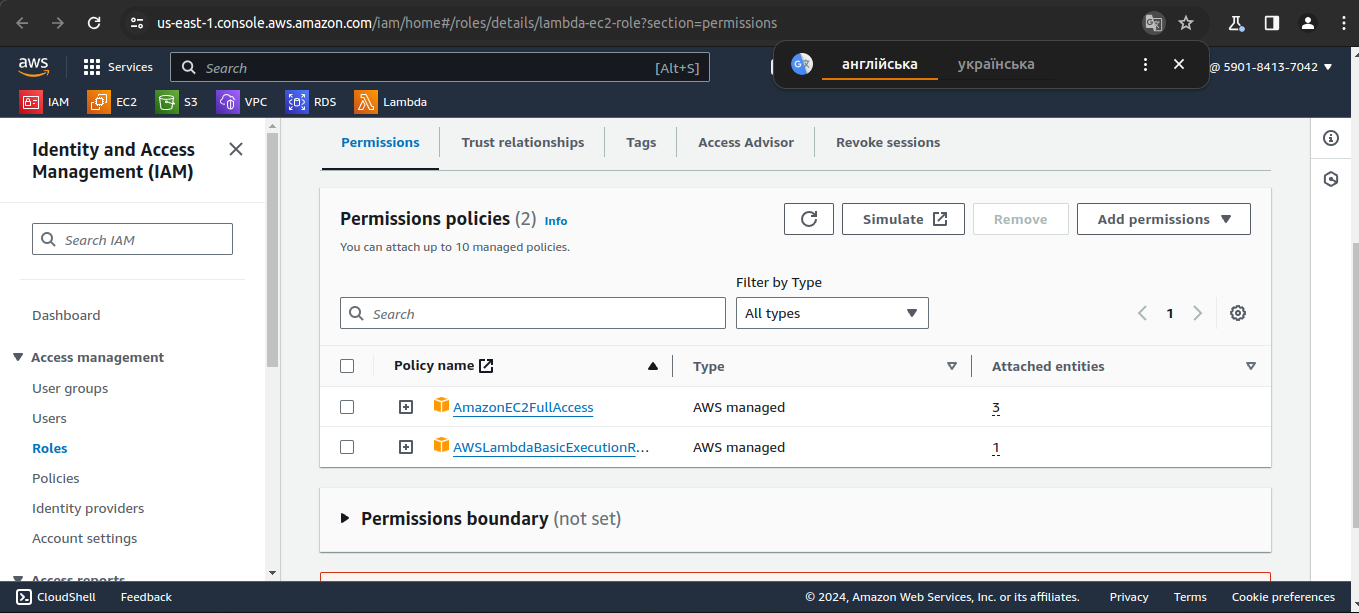 us-east-1.console.aws.amazon.com/iam/home#/roles/details/lambda-ec2-role?section=permissions
aws
Services
Search
[Alt+S]
англійська
українська
@ 5901-8413-7042
IAM
EC2
S3
VPC
RDS
Lambda
Identity and Access
Management (IAM)
Search IAM
Dashboard
Access management
User groups
Users
Roles
Policies
Identity providers
Account settings
Access reports
Permissions
Trust relationships
Tags
Access Advisor
Revoke sessions
Permissions policies (2) Info
Simulate
Remove
Add permissions
You can attach up to 10 managed policies.
Filter by Type
Search
All types
1
Policy name
Type
Attached entities
AmazonEC2FullAccess
AWS managed
3
AWSLambdaBasicExecutionR...
AWS managed
1
Permissions boundary (not set)
CloudShell
Feedback
© 2024, Amazon Web Services, Inc. or its affiliates.
Privacy
Terms
Cookie preferences